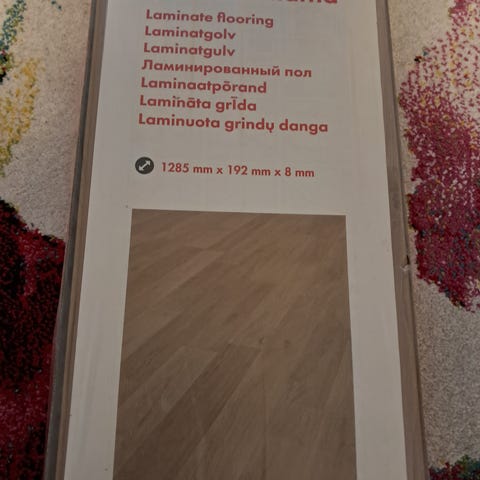 Laminate flooring
Laminatgolv
Laminatgulv
Ламинированный пол
Laminaatpõrand
Lamināta grīda
Laminuota grindų danga
1285 mm x 192 mm x 8 mm